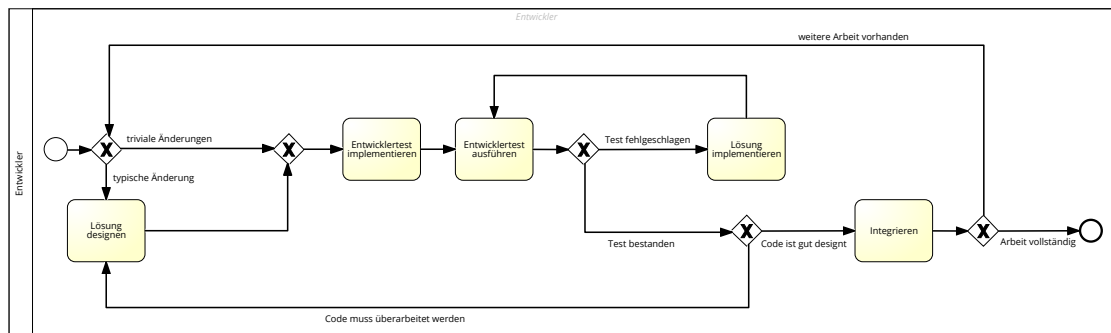 Entwickler
Entwickler
weitere Arbeit vorhanden
triviale Änderungen
Entwicklertest
implementieren
Entwicklertest
ausführen
Test fehlgeschlagen
Lösung
implementieren
typische Änderung
Lösung
designen
Test bestanden
Code ist gut designt
Integrieren
Arbeit vollständig
Code muss überarbeitet werden